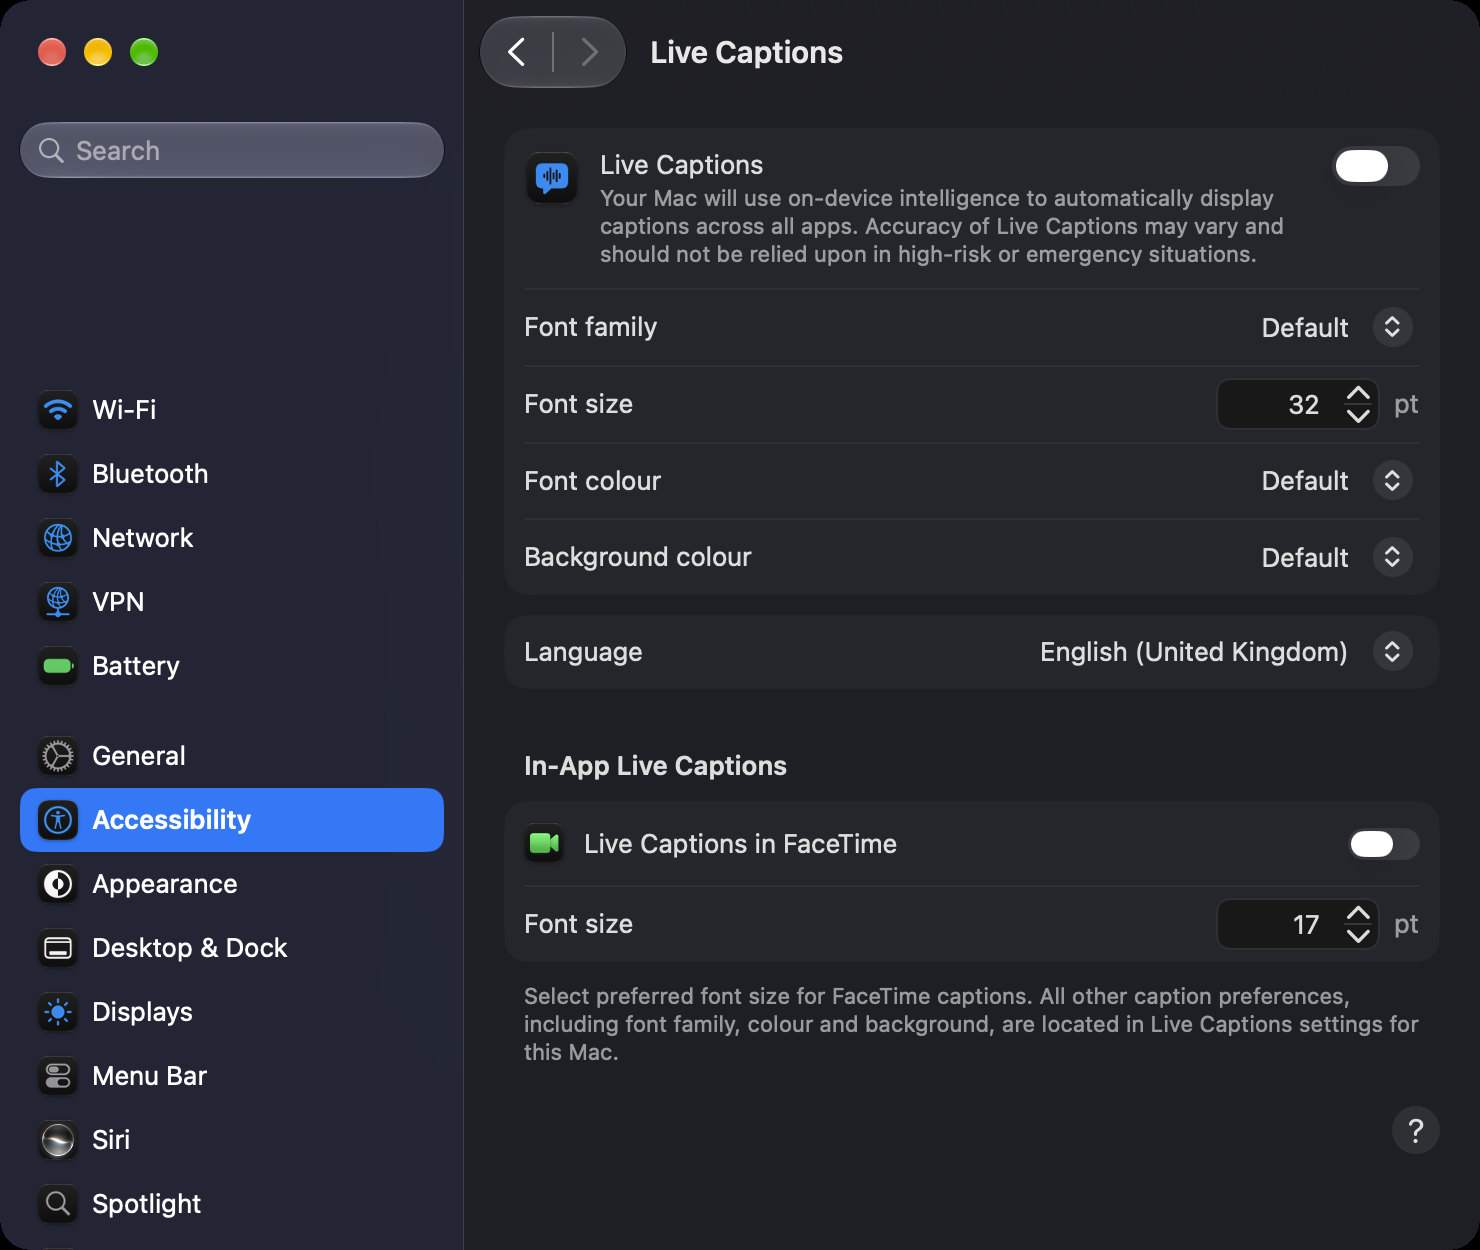 Search
Wi-Fi
Bluetooth
Network
VPN
Battery
General
Accessibility
Appearance
Desktop & Dock
Displays
Menu Bar
Siri
Spotlight
Live Captions
Live Captions
Your Mac will use on-device intelligence to automatically display
captions across all apps. Accuracy of Live Captions may vary and
should not be relied upon in high-risk or emergency situations.
Font family Default
Font size 32 pt
Font colour Default
Background colour Default
Language English (United Kingdom)
In-App Live Captions
Live Captions in FaceTime
Font size 17 pt
Select preferred font size for FaceTime captions. All other caption preferences,
including font family, colour and background, are located in Live Captions settings for
this Mac.
?